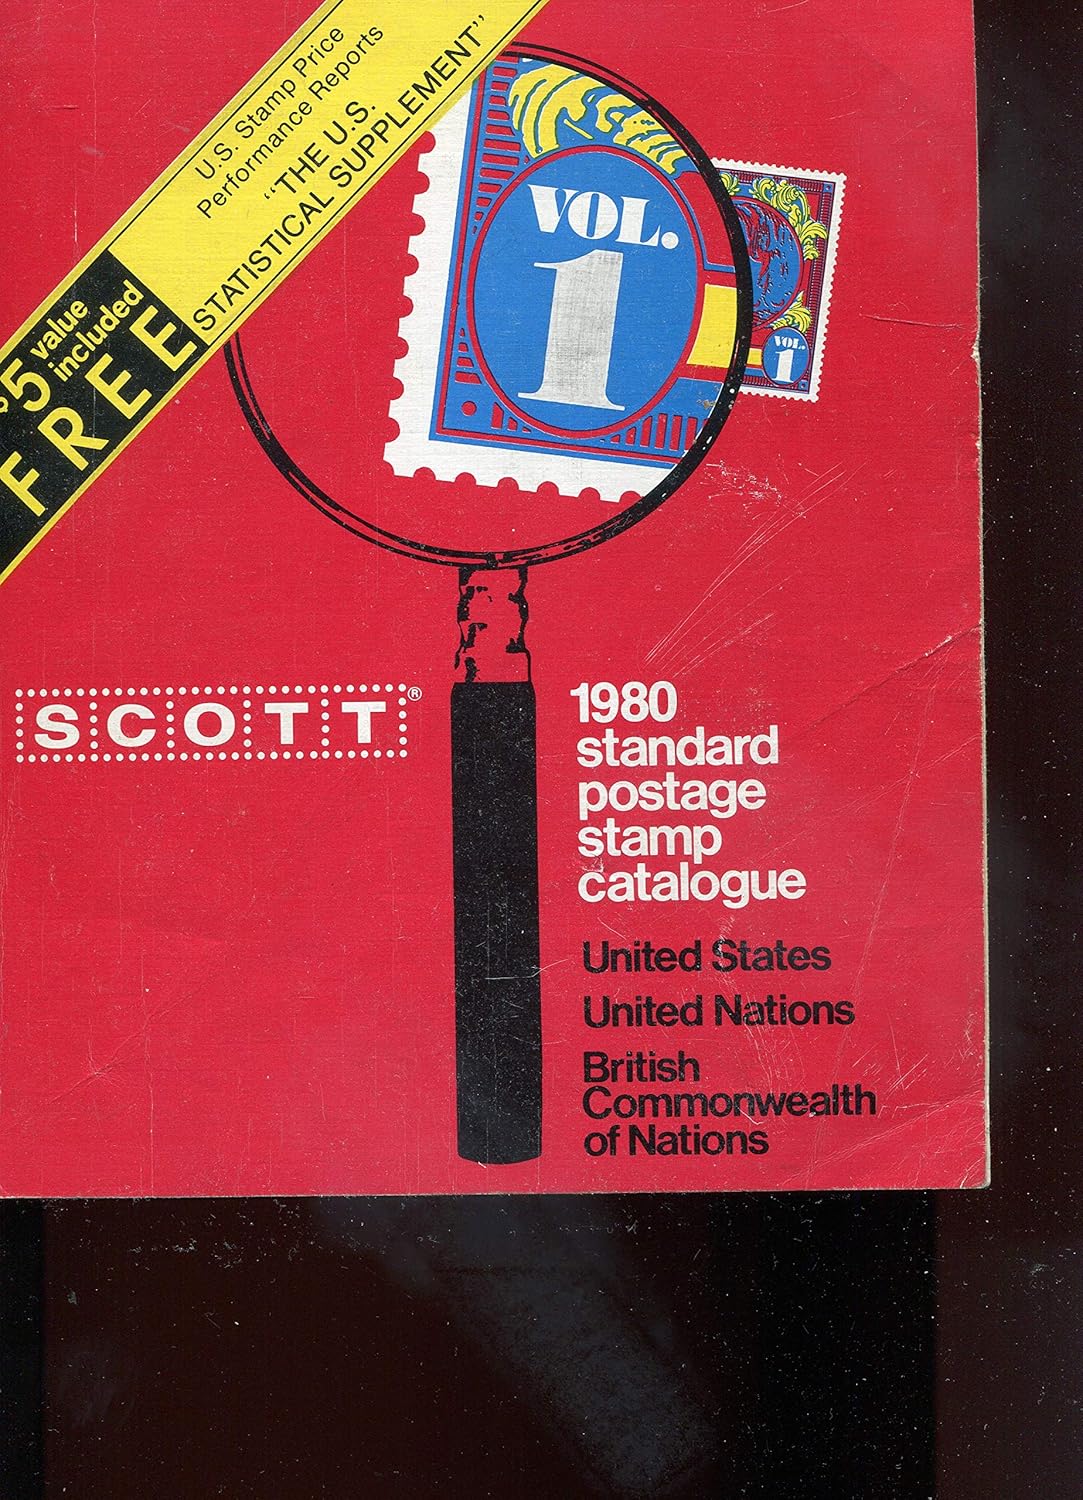 U.S. Stamp Price
Performance Reports
"THE U.S.
STATISTICAL SUPPLEMENT"
$5 value
included
FREE
VOL.
1
VOL.
1
SCOTT®
1980
standard
postage
stamp
catalogue
United States
United Nations
British
Commonwealth
of Nations